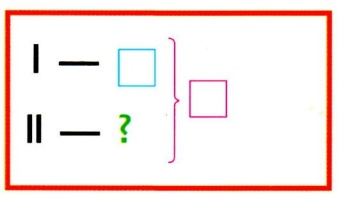 I — □
II — ?
□